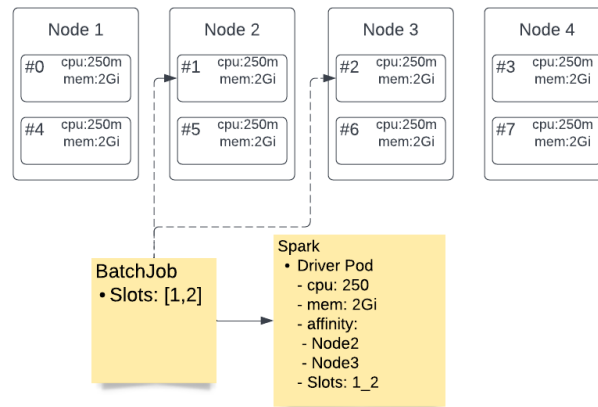 Node 1
#0 cpu:250m
mem:2Gi
#4 cpu:250m
mem:2Gi
Node 2
#1 cpu:250m
mem:2Gi
#5 cpu:250m
mem:2Gi
Node 3
#2 cpu:250m
mem:2Gi
#6 cpu:250m
mem:2Gi
Node 4
#3 cpu:250m
mem:2Gi
#7 cpu:250m
mem:2Gi
BatchJob
• Slots: [1,2]
Spark
• Driver Pod
- cpu: 250
- mem: 2Gi
- affinity:
- Node2
- Node3
- Slots: 1_2